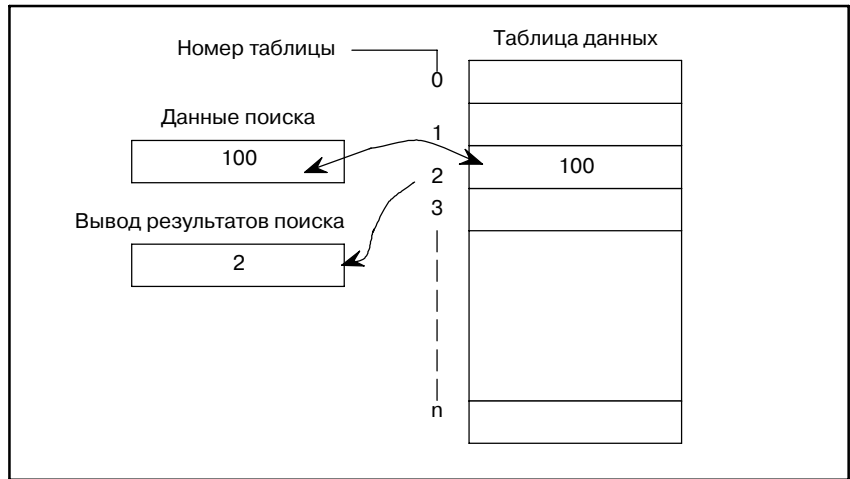 Номер таблицы
Таблица данных
0
Данные поиска
1
100
100
2
3
Вывод результатов поиска
2
n